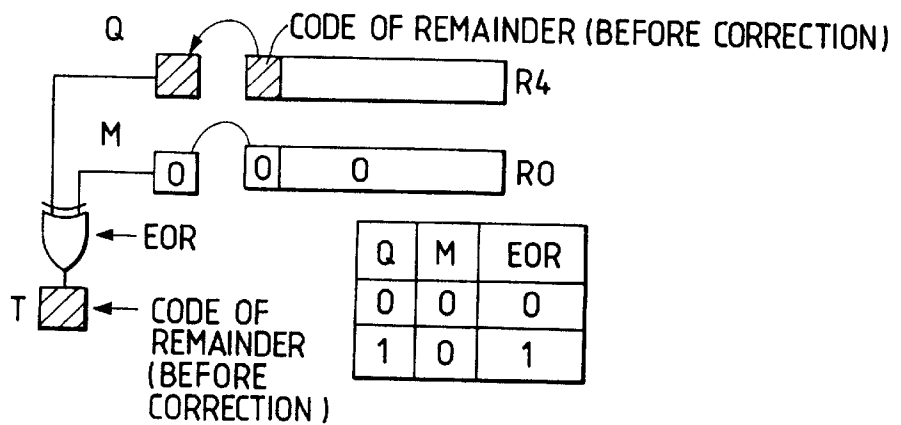 Q
CODE OF REMAINDER (BEFORE CORRECTION)
R4
M
0 0 0 R0
EOR
T
CODE OF
REMAINDER
(BEFORE
CORRECTION)
Q M EOR
0 0 0
1 0 1